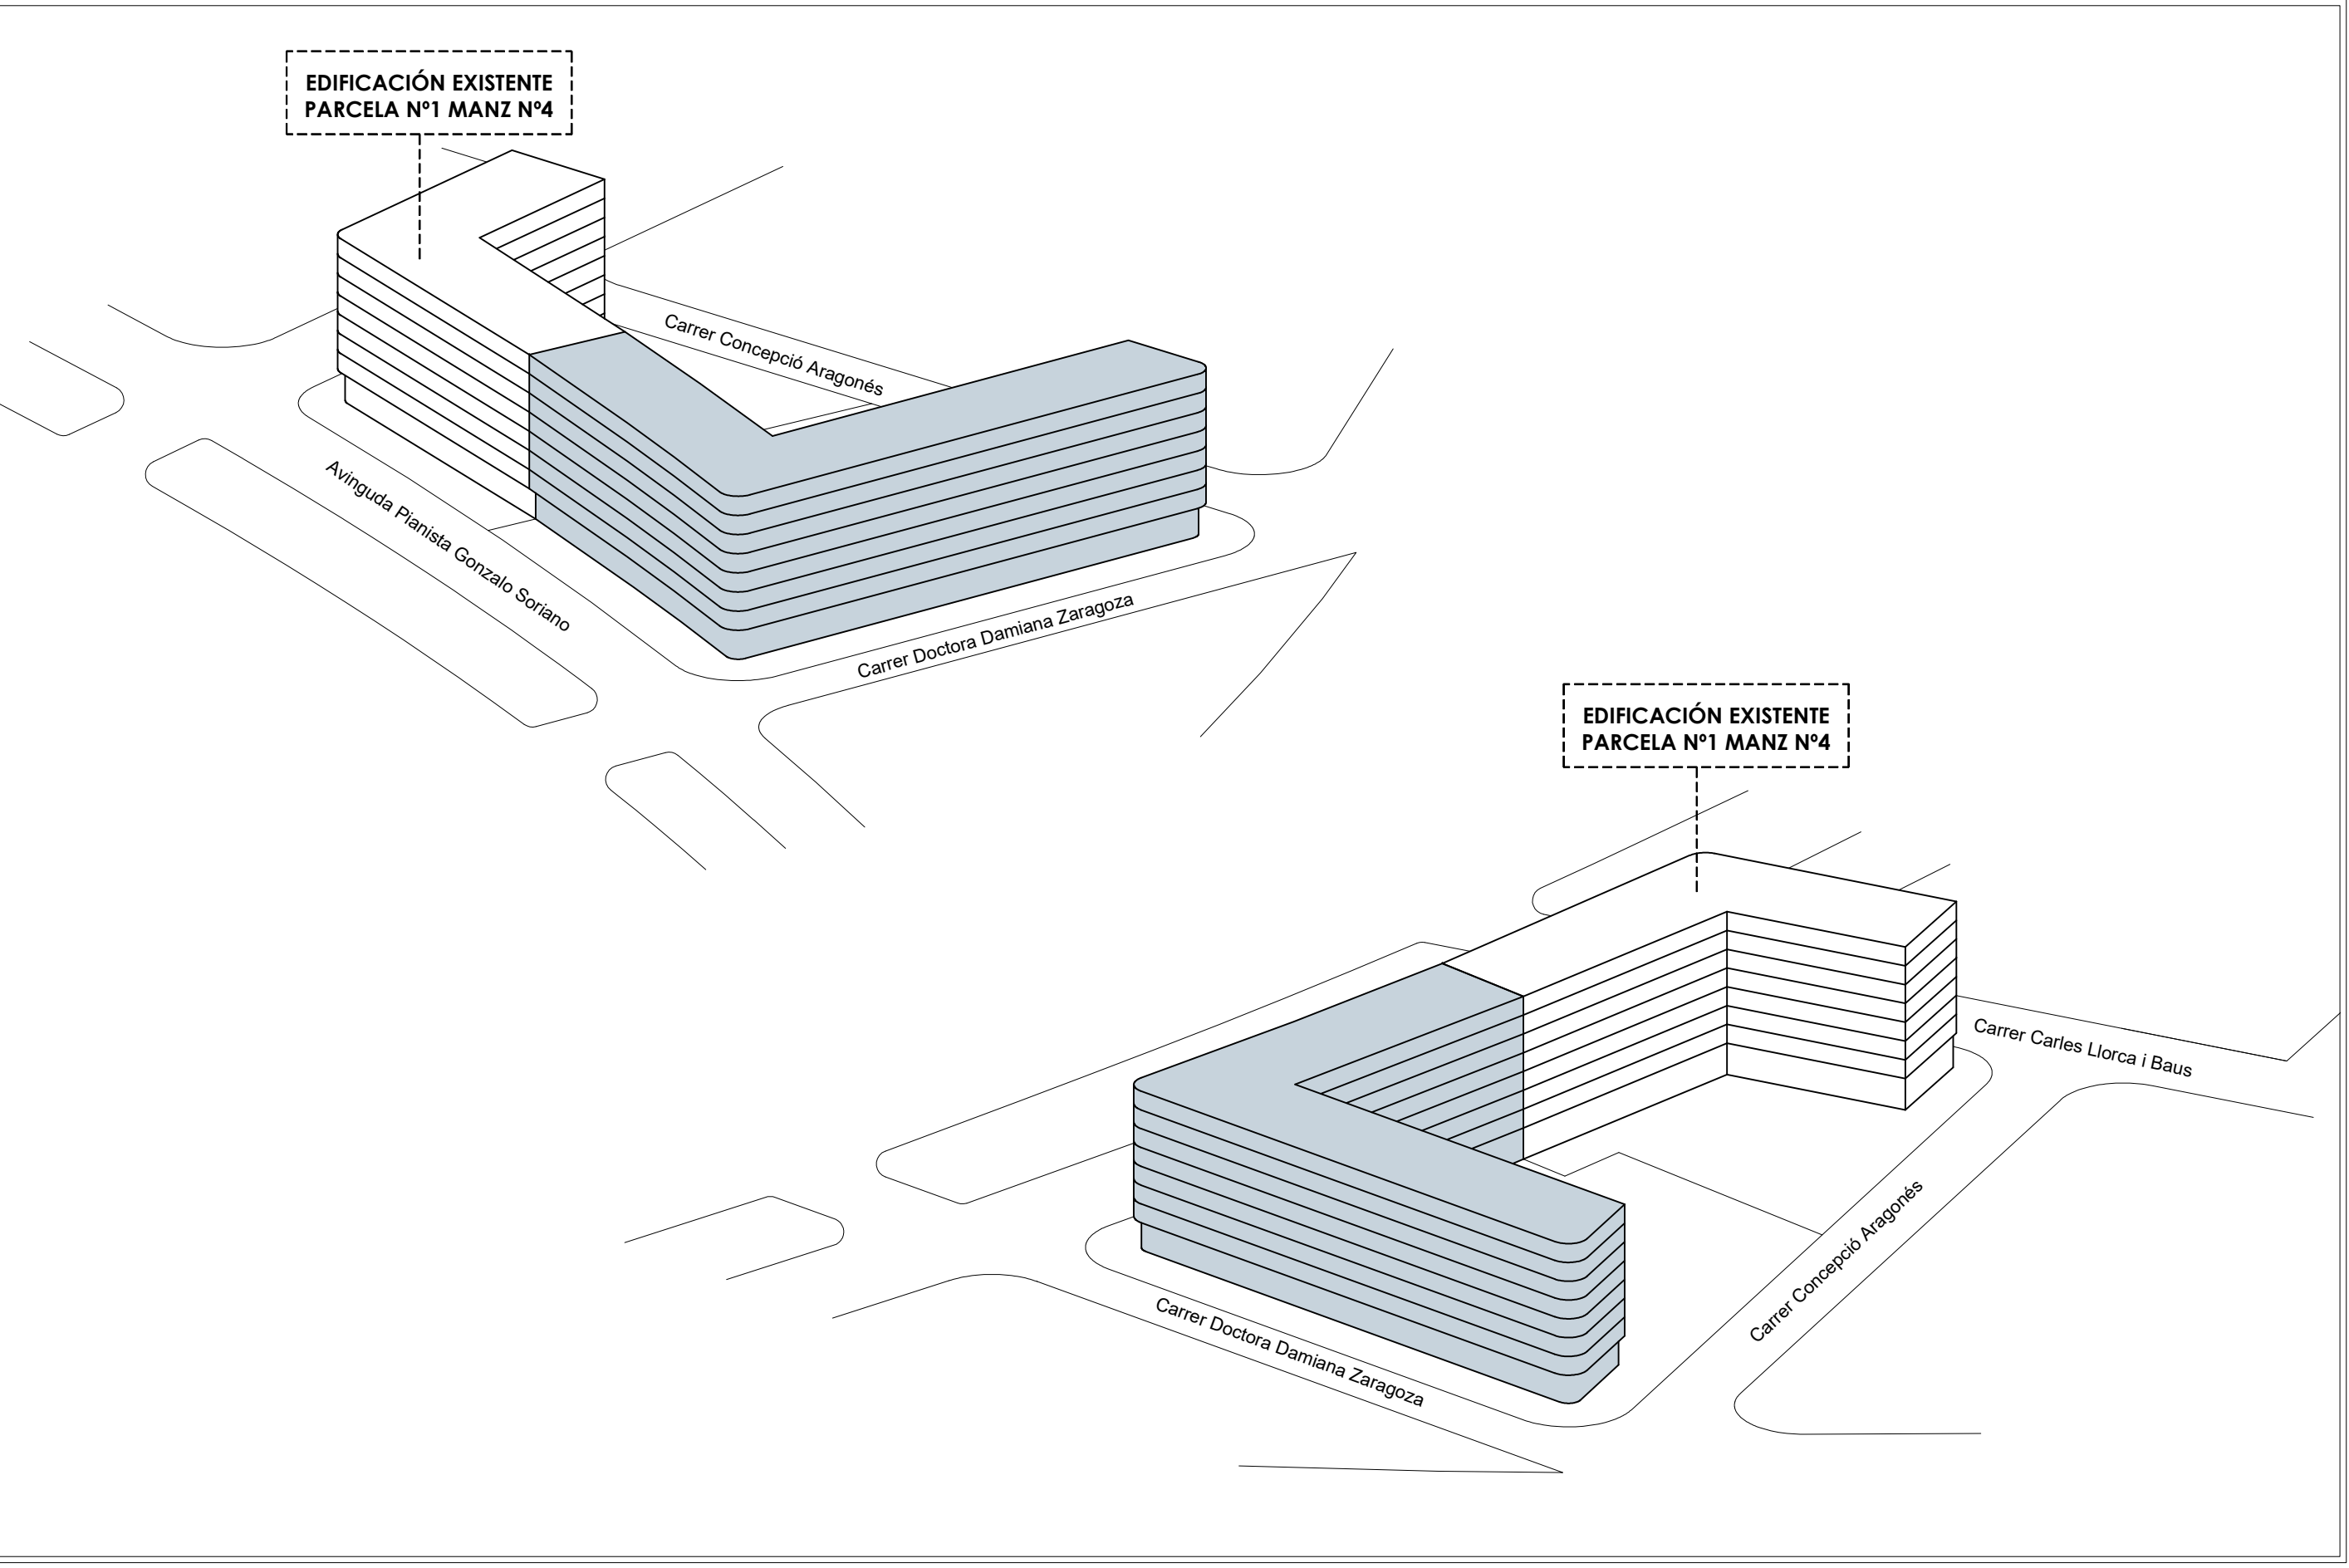 EDIFICACIÓN EXISTENTE
PARCELA Nº1 MANZ Nº4
Carrer Concepció Aragonés
Avinguda Pianista Gonzalo Soriano
Carrer Doctora Damiana Zaragoza
EDIFICACIÓN EXISTENTE
PARCELA Nº1 MANZ Nº4
Carrer Carles Llorca i Baus
Carrer Concepció Aragonés
Carrer Doctora Damiana Zaragoza